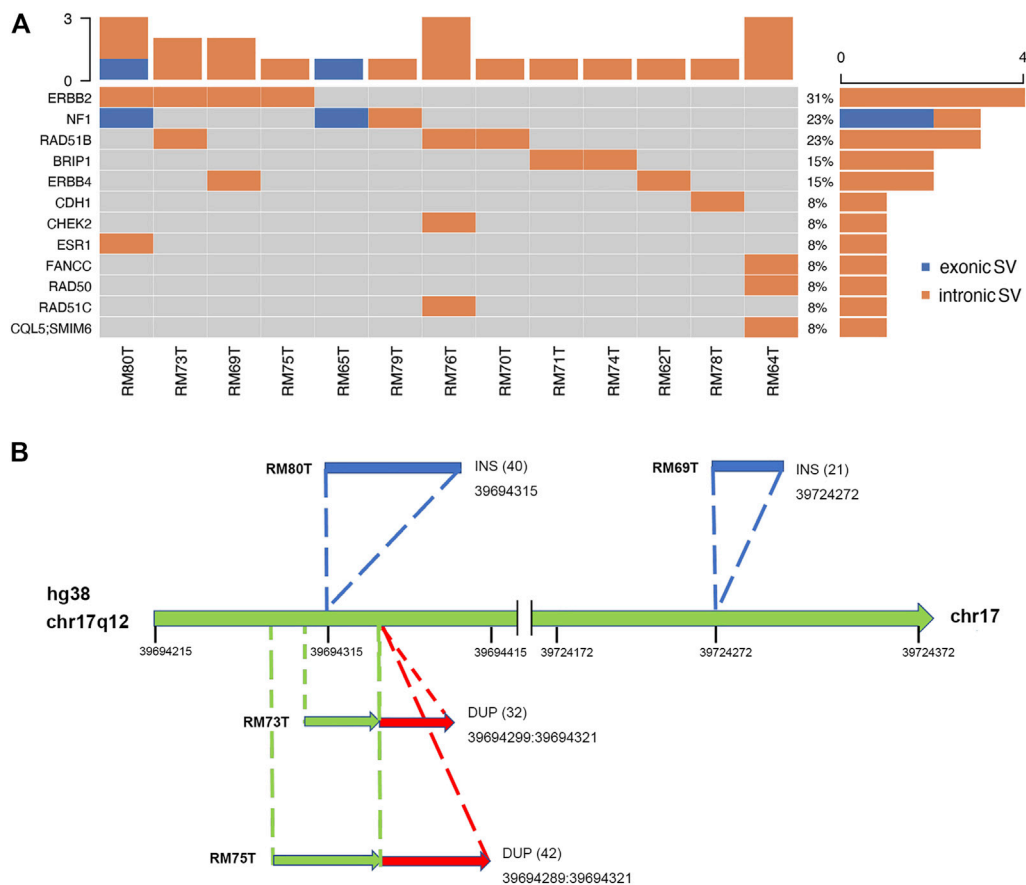 A
3
0
0
4
ERBB2
31%
NF1
23%
RAD51B
23%
BRIP1
15%
ERBB4
15%
CDH1
8%
CHEK2
8%
ESR1
8%
FANCC
8%
RAD50
8%
RAD51C
8%
CQL5;SMIM6
8%
exonic SV
intronic SV
RM80T
RM73T
RM69T
RM75T
RM65T
RM79T
RM76T
RM70T
RM71T
RM74T
RM62T
RM78T
RM64T
B
RM80T
INS (40)
39694315
RM69T
INS (21)
39724272
hg38
chr17q12
chr17
39694215
39694315
39694415
39724172
39724272
39724372
RM73T
DUP (32)
39694299:39694321
RM75T
DUP (42)
39694289:39694321